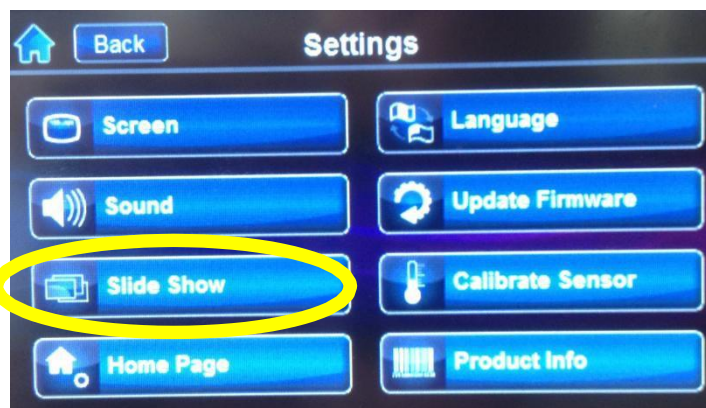 Back
Settings
Screen
Language
Sound
Update Firmware
Slide Show
Calibrate Sensor
Home Page
Product Info